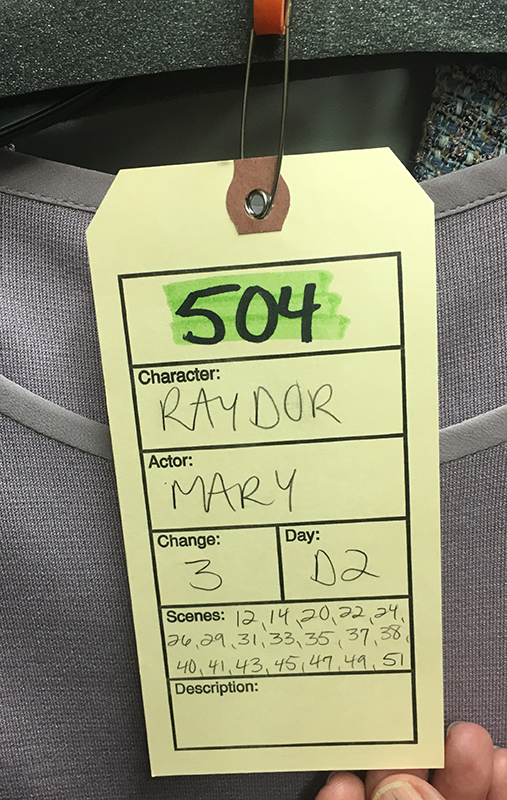 504
Character:
RAYDOR
Actor:
MARY
Change: Day:
3 D2
Scenes: 12, 14, 20, 22, 24,
26, 29, 31, 33, 35, 37, 38,
40, 41, 43, 45, 47, 49, 51
Description: